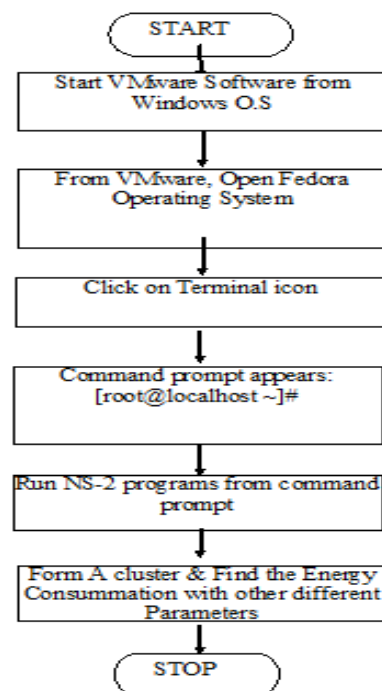 START
Start VMware Software from
Windows O.S
From VMware, Open Fedora
Operating System
Click on Terminal icon
Command prompt appears:
[root@localhost ~]#
Run NS-2 programs from command
prompt
Form A cluster & Find the Energy
Consummation with other different
Parameters
STOP